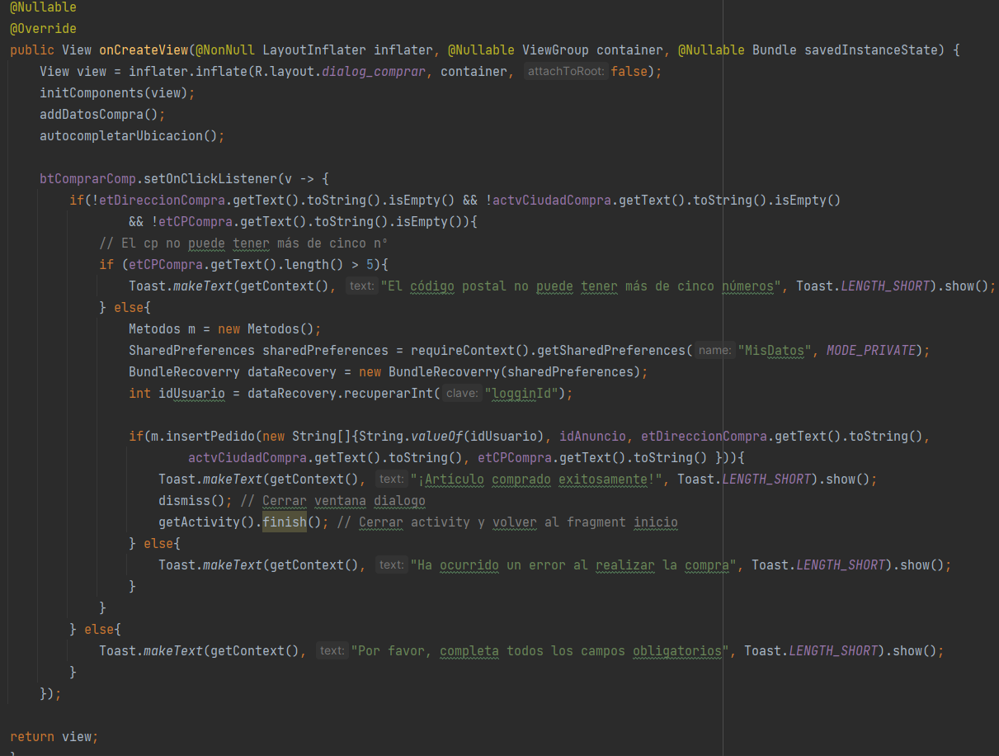 @Nullable
@Override
public View onCreateView(@NonNull LayoutInflater inflater, @Nullable ViewGroup container, @Nullable Bundle savedInstanceState) {
    View view = inflater.inflate(R.layout.dialog_comprar, container, attachToRoot: false);
    initComponents(view);
    addDatosCompra();
    autocompletarUbicacion();

    btComprarComp.setOnClickListener(v -> {
        if(!etDireccionCompra.getText().toString().isEmpty() && !actvCiudadCompra.getText().toString().isEmpty()
                && !etCPCompra.getText().toString().isEmpty()){
            // El cp no puede tener más de cinco nº
            if (etCPCompra.getText().length() > 5){
                Toast.makeText(getContext(), text: "El código postal no puede tener más de cinco números", Toast.LENGTH_SHORT).show();
            } else{
                Metodos m = new Metodos();
                SharedPreferences sharedPreferences = requireContext().getSharedPreferences( name: "MisDatos", MODE_PRIVATE);
                BundleRecoverry dataRecovery = new BundleRecoverry(sharedPreferences);
                int idUsuario = dataRecovery.recuperarInt( clave: "logginId");

                if(m.insertPedido(new String[]{String.valueOf(idUsuario), idAnuncio, etDireccionCompra.getText().toString(),
                        actvCiudadCompra.getText().toString(), etCPCompra.getText().toString() })){
                    Toast.makeText(getContext(), text: "¡Artículo comprado exitosamente!", Toast.LENGTH_SHORT).show();
                    dismiss(); // Cerrar ventana dialogo
                    getActivity().finish(); // Cerrar activity y volver al fragment inicio
                } else{
                    Toast.makeText(getContext(), text: "Ha ocurrido un error al realizar la compra", Toast.LENGTH_SHORT).show();
                }
            }
        } else{
            Toast.makeText(getContext(), text: "Por favor, completa todos los campos obligatorios", Toast.LENGTH_SHORT).show();
        }
    });

return view;